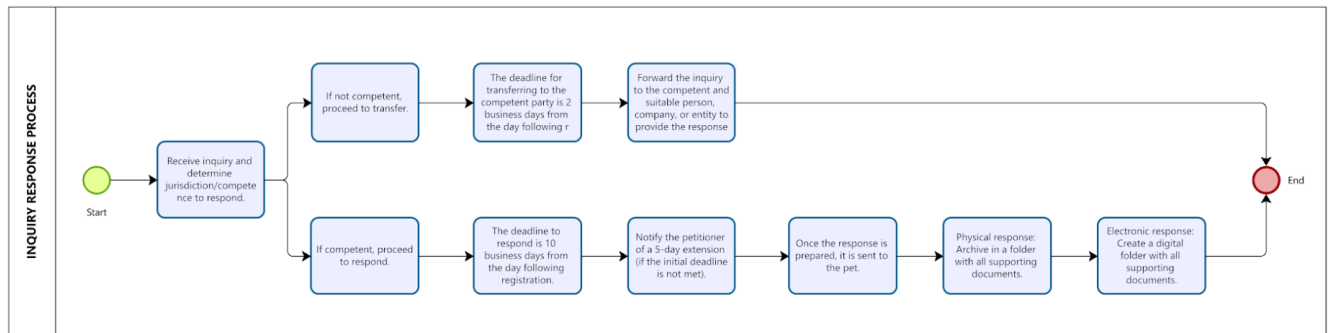 INQUIRY RESPONSE PROCESS
Start
Receive inquiry and
determine
jurisdiction/compete
nce to respond.
If not competent,
proceed to transfer.
The deadline for
transferring to the
competent party is 2
business days from
the day following r
Forward the inquiry
to the competent and
suitable person,
company, or entity to
provide the response
If competent, proceed
to respond.
The deadline to
respond is 10
business days from
the day following
registration.
Notify the petitioner
of a 5-day extension
(if the initial deadline
is not met).
Once the response is
prepared, it is sent to
the pet.
Physical response:
Archive in a folder
with all supporting
documents.
Electronic response:
Create a digital
folder with all
supporting
documents.
End